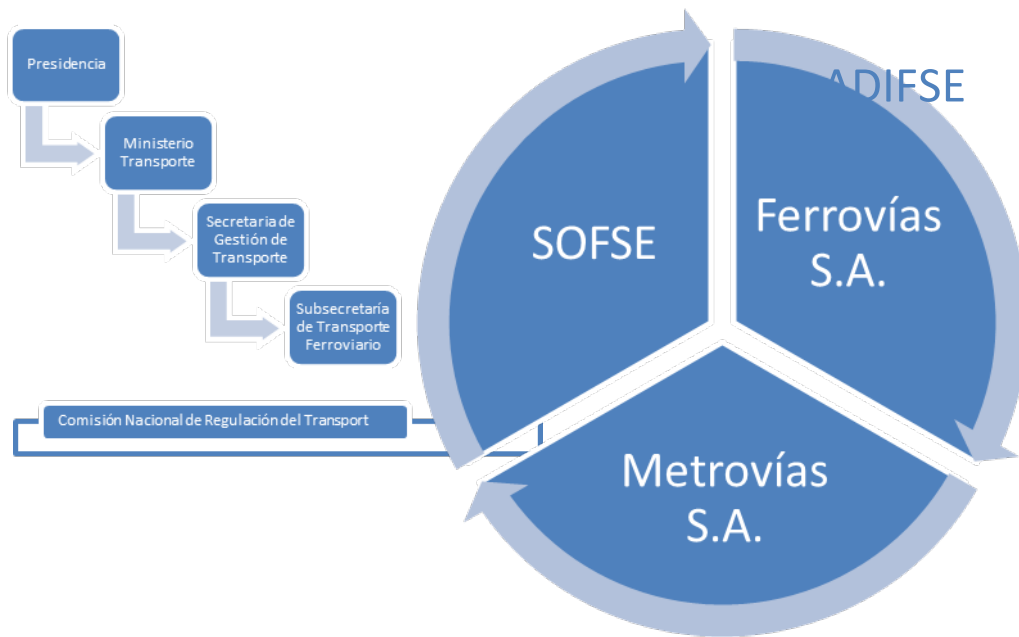 Presidencia
Ministerio
Transporte
Secretaria de
Gestión de
Transporte
Subsecretaría
de Transporte
Ferroviario
Comisión Nacional de Regulación del Transport
ADIFSE
SOFSE
Ferrovías
S.A.
Metrovías
S.A.